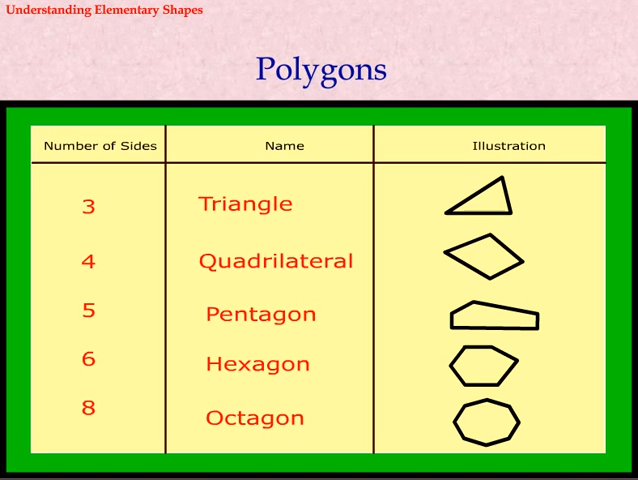 Understanding Elementary Shapes
Polygons
Number of Sides Name Illustration
3 Triangle
4 Quadrilateral
5 Pentagon
6 Hexagon
8 Octagon